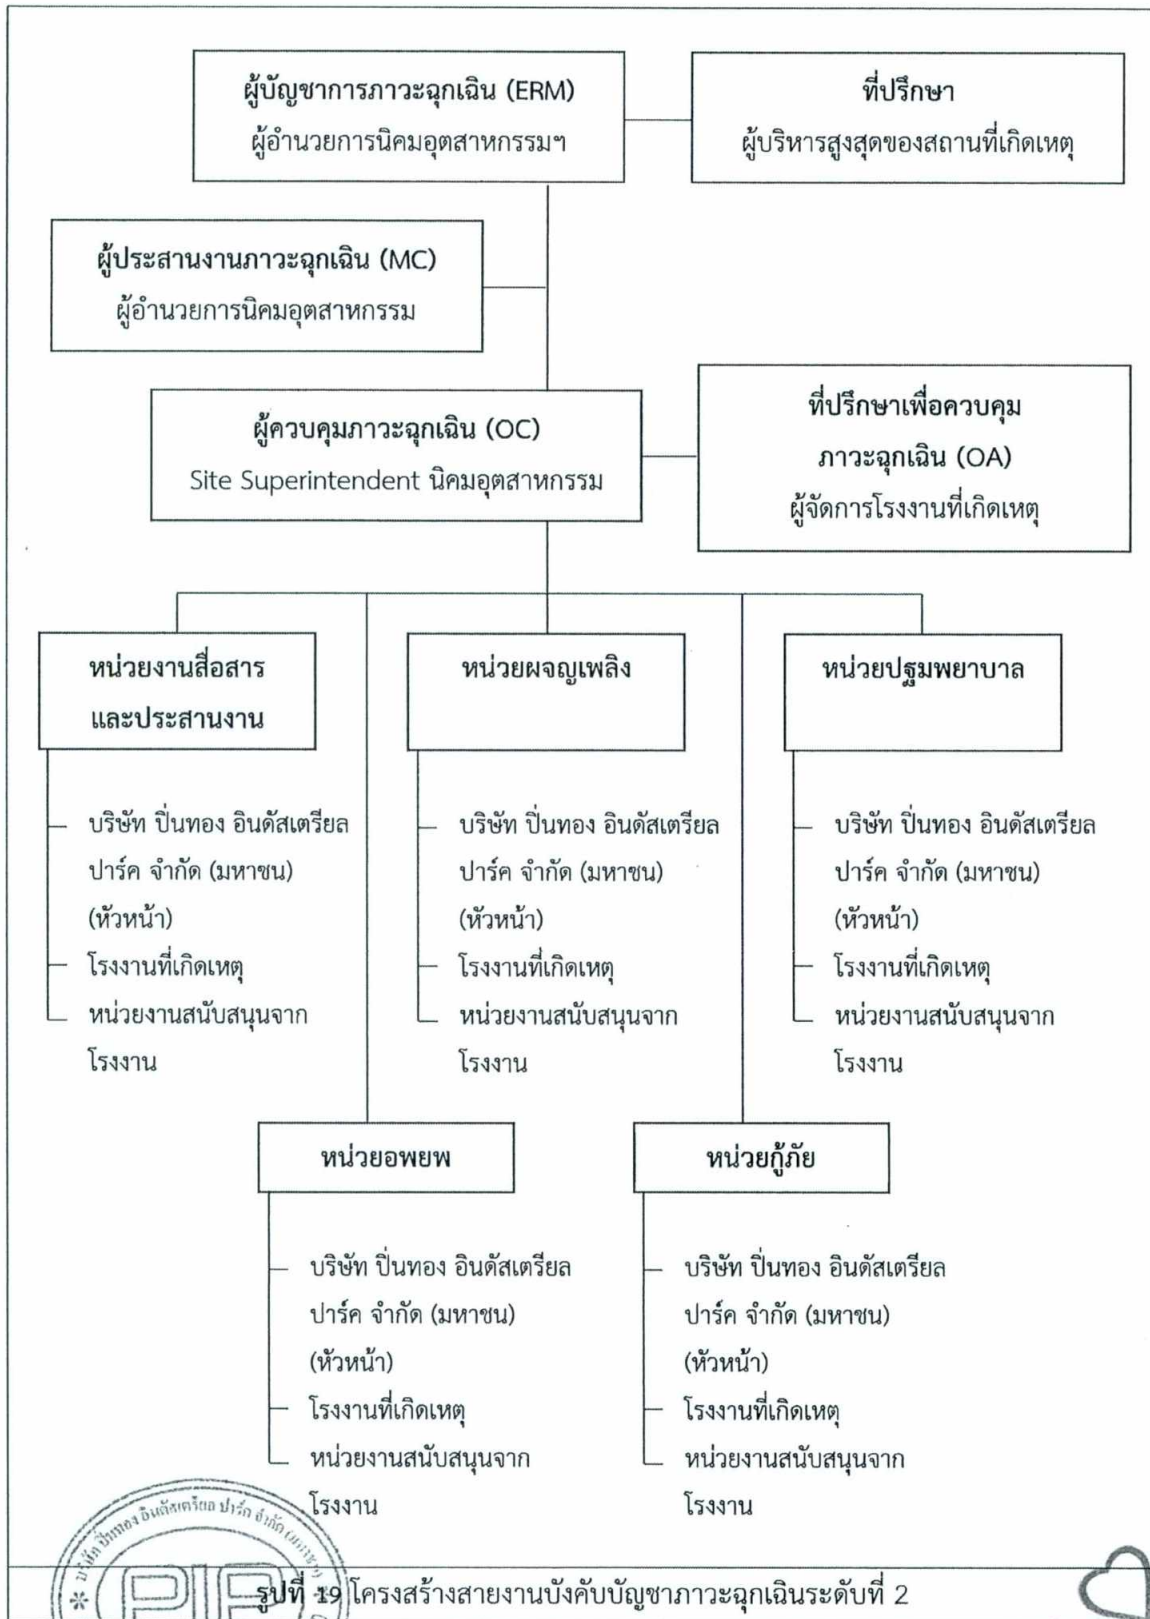 ผู้บัญชาการภาวะฉุกเฉิน (ERM)
ผู้อำนวยการนิคมอุตสาหกรรมฯ
ที่ปรึกษา
ผู้บริหารสูงสุดของสถานที่เกิดเหตุ
ผู้ประสานงานภาวะฉุกเฉิน (MC)
ผู้อำนวยการนิคมอุตสาหกรรม
ผู้ควบคุมภาวะฉุกเฉิน (OC)
Site Superintendent นิคมอุตสาหกรรม
ที่ปรึกษาเพื่อควบคุม
ภาวะฉุกเฉิน (OA)
ผู้จัดการโรงงานที่เกิดเหตุ
หน่วยงานสื่อสาร
และประสานงาน
บริษัท ปิ่นทอง อินดัสเตรียล
ปาร์ค จำกัด (มหาชน)
(หัวหน้า)
โรงงานที่เกิดเหตุ
หน่วยงานสนับสนุนจาก
โรงงาน
หน่วยผจญเพลิง
บริษัท ปิ่นทอง อินดัสเตรียล
ปาร์ค จำกัด (มหาชน)
(หัวหน้า)
โรงงานที่เกิดเหตุ
หน่วยงานสนับสนุนจาก
โรงงาน
หน่วยปฐมพยาบาล
บริษัท ปิ่นทอง อินดัสเตรียล
ปาร์ค จำกัด (มหาชน)
(หัวหน้า)
โรงงานที่เกิดเหตุ
หน่วยงานสนับสนุนจาก
โรงงาน
หน่วยอพยพ
บริษัท ปิ่นทอง อินดัสเตรียล
ปาร์ค จำกัด (มหาชน)
(หัวหน้า)
โรงงานที่เกิดเหตุ
หน่วยงานสนับสนุนจาก
โรงงาน
หน่วยกู้ภัย
บริษัท ปิ่นทอง อินดัสเตรียล
ปาร์ค จำกัด (มหาชน)
(หัวหน้า)
โรงงานที่เกิดเหตุ
หน่วยงานสนับสนุนจาก
โรงงาน
บริษัท ปิ่นทอง อินดัสเตรียล ปาร์ค จำกัด (มหาชน)
PIP
รูปที่ 19 โครงสร้างสายงานบังคับบัญชาภาวะฉุกเฉินระดับที่ 2